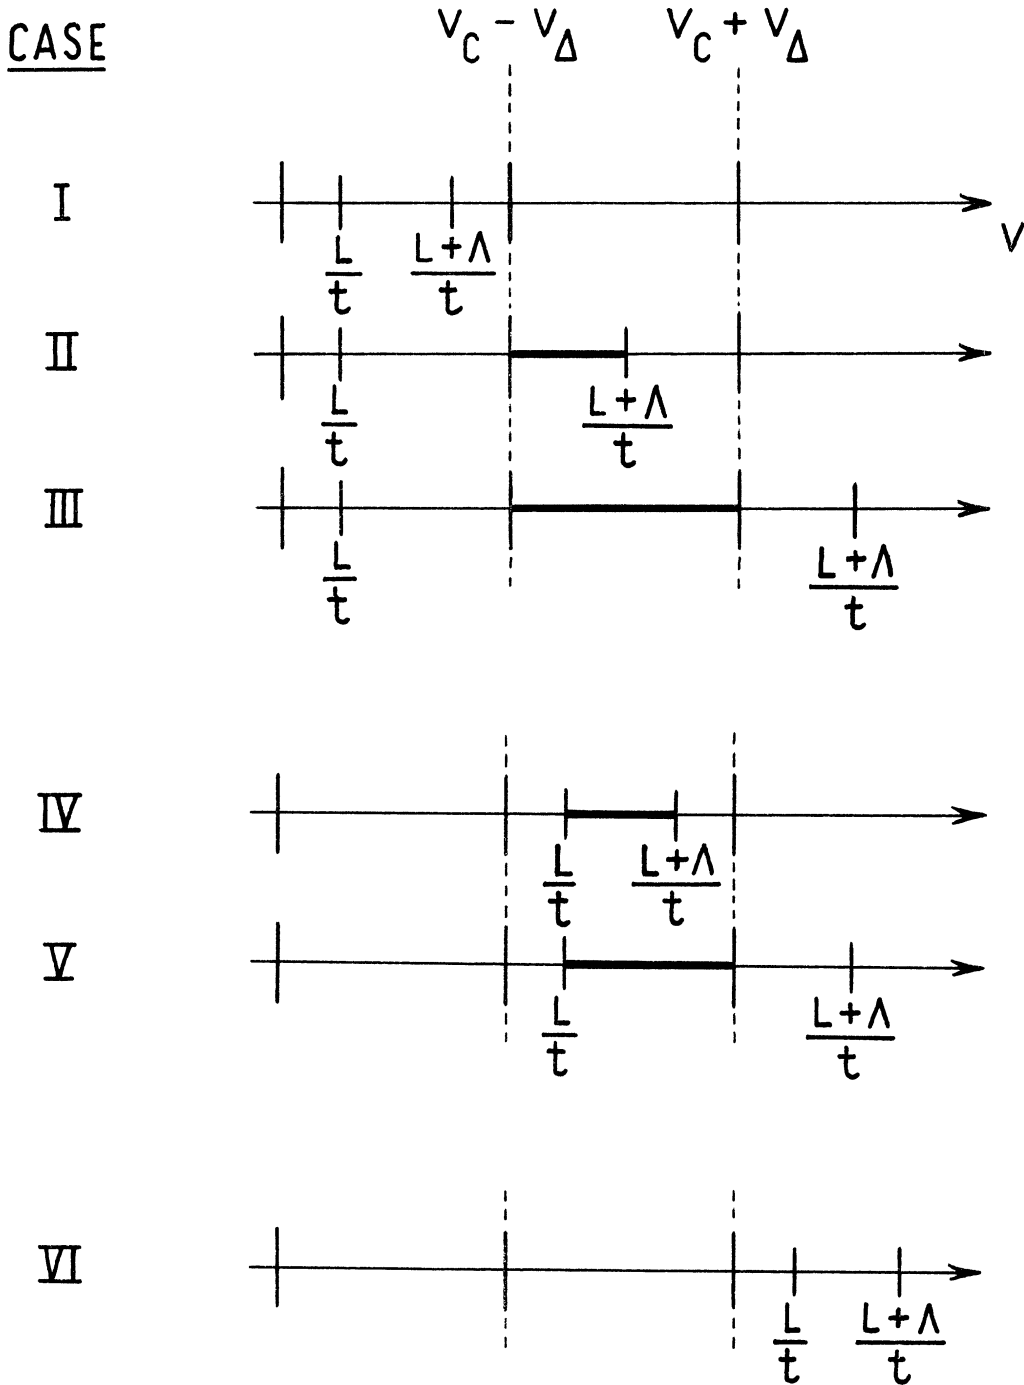 CASE
V_C - V_Δ V_C + V_Δ
I
V
L/t (L+Λ)/t
II
L/t (L+Λ)/t
III
L/t (L+Λ)/t
IV
L/t (L+Λ)/t
V
L/t (L+Λ)/t
VI
L/t (L+Λ)/t